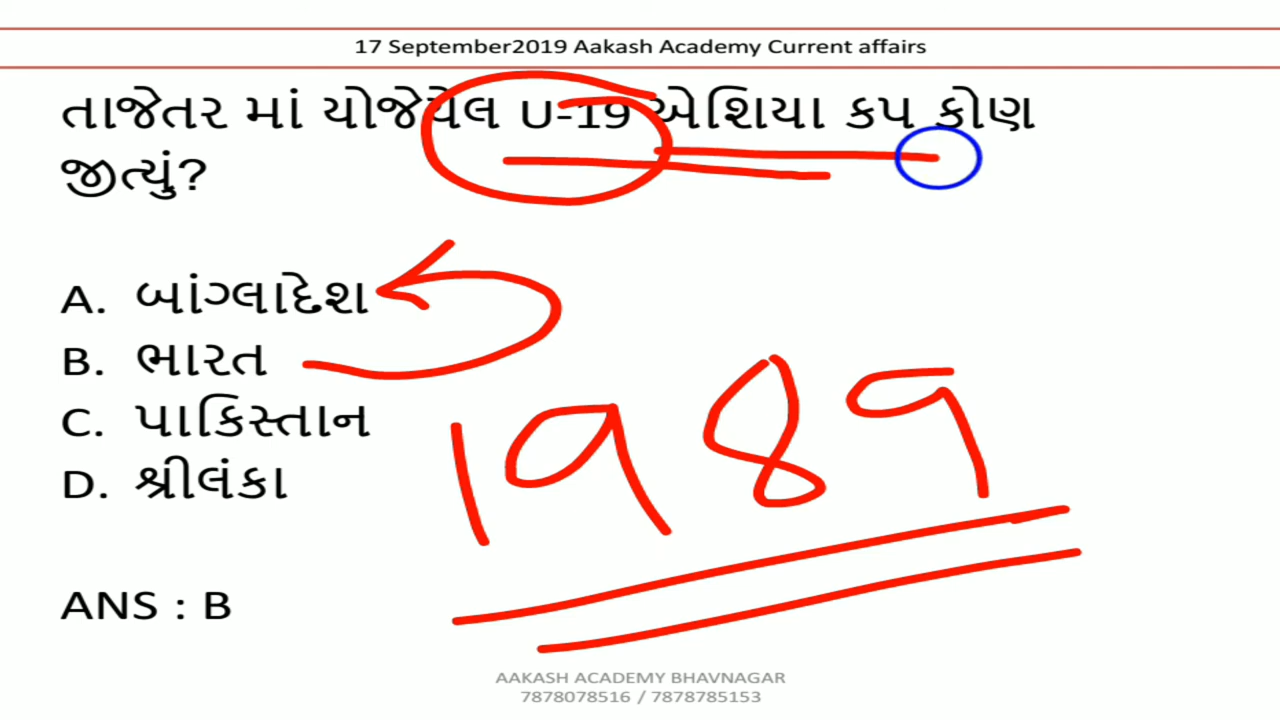 17 September2019 Aakash Academy Current affairs
તાજેતર માં યોજેયેલ U-19 એશિયા કપ કોણ
જીત્યું?
A. બાંગ્લાદેશ
B. ભારત
C. પાકિસ્તાન
D. શ્રીલંકા
1989
ANS : B
AAKASH ACADEMY BHAVNAGAR
7878078516 / 7878785153